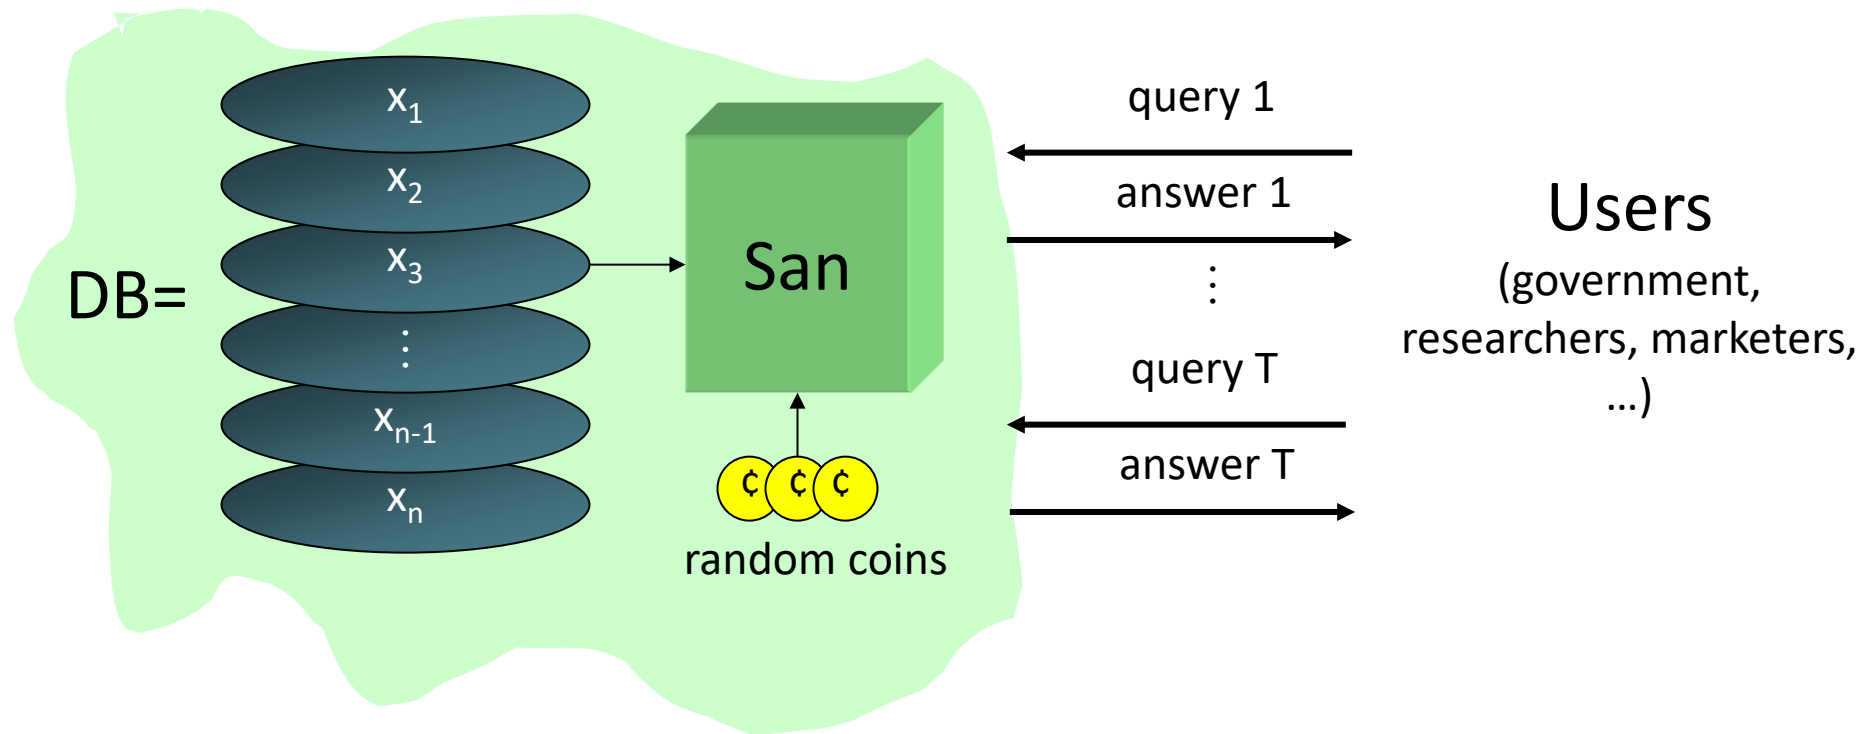 DB=
x₁
x₂
x₃
⋮
xₙ₋₁
xₙ
San
¢ ¢ ¢
random coins
query 1
answer 1
⋮
query T
answer T
Users
(government,
researchers, marketers,
…)